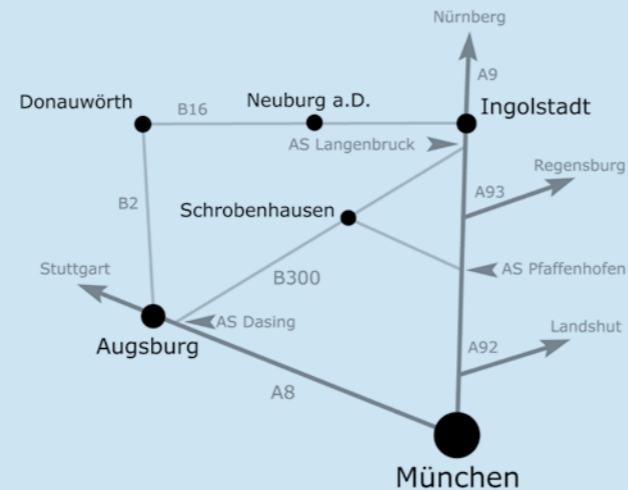 Nürnberg
A9
Donauwörth
B16
Neuburg a.D.
Ingolstadt
AS Langenbruck
Regensburg
A93
B2
Schrobenhausen
Stuttgart
B300
AS Pfaffenhofen
AS Dasing
Landshut
Augsburg
A92
A8
München